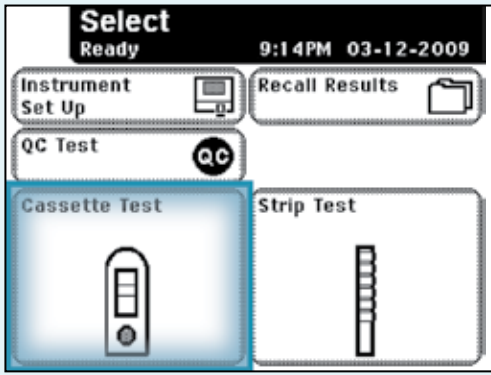 Select
Ready 9:14PM 03-12-2009
Instrument
Set Up
Recall Results
QC Test
QC
Cassette Test
Strip Test